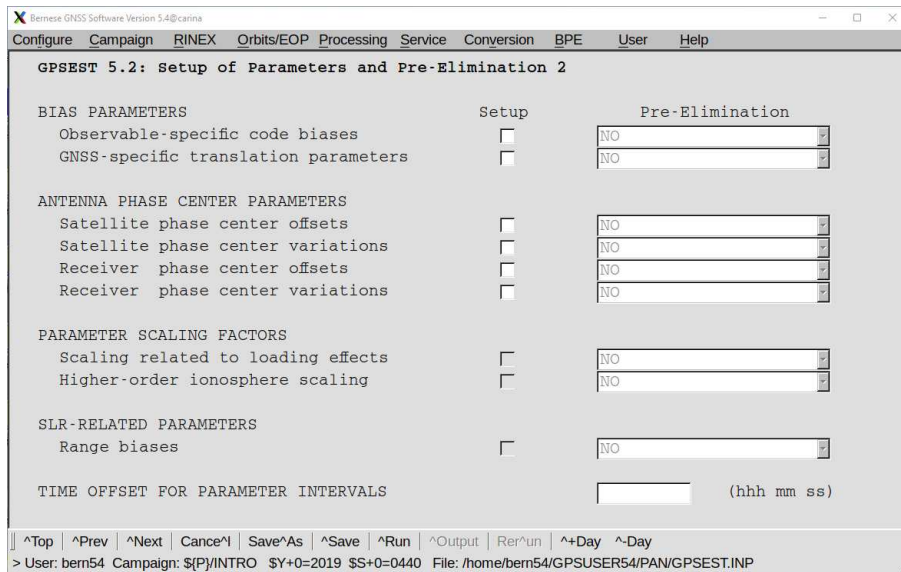 Bernese GNSS Software Version 5.4@carina
Configure Campaign RINEX Orbits/EOP Processing Service Conversion BPE User Help
GPSEST 5.2: Setup of Parameters and Pre-Elimination 2
BIAS PARAMETERS Setup Pre-Elimination
Observable-specific code biases NO
GNSS-specific translation parameters NO
ANTENNA PHASE CENTER PARAMETERS
Satellite phase center offsets NO
Satellite phase center variations NO
Receiver phase center offsets NO
Receiver phase center variations NO
PARAMETER SCALING FACTORS
Scaling related to loading effects NO
Higher-order ionosphere scaling NO
SLR-RELATED PARAMETERS
Range biases NO
TIME OFFSET FOR PARAMETER INTERVALS (hhh mm ss)
^Top ^Prev ^Next Cance^l Save^As ^Save ^Run ^Output Rer^un ^+Day ^-Day
> User: bern54 Campaign: ${P}/INTRO $Y+0=2019 $S+0=0440 File: /home/bern54/GPSUSER54/PAN/GPSEST.INP